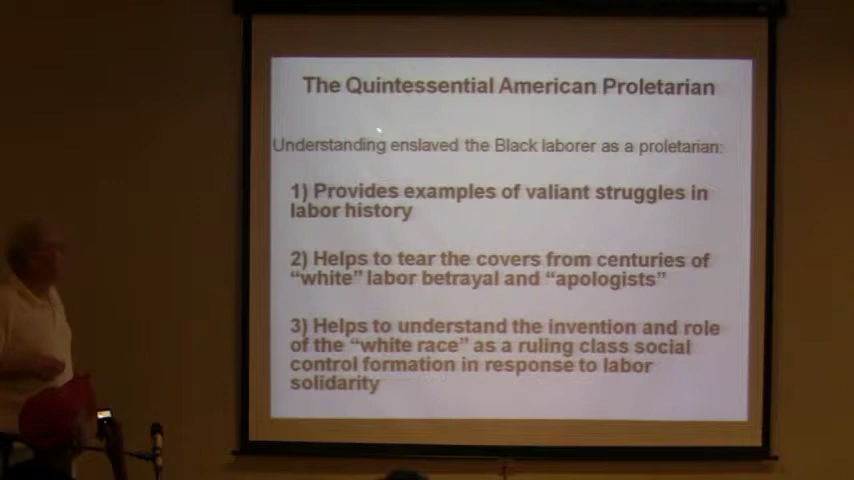 The Quintessential American Proletarian
Understanding enslaved the Black laborer as a proletarian:
1) Provides examples of valiant struggles in
labor history
2) Helps to tear the covers from centuries of
“white” labor betrayal and “apologists”
3) Helps to understand the invention and role
of the “white race” as a ruling class social
control formation in response to labor
solidarity